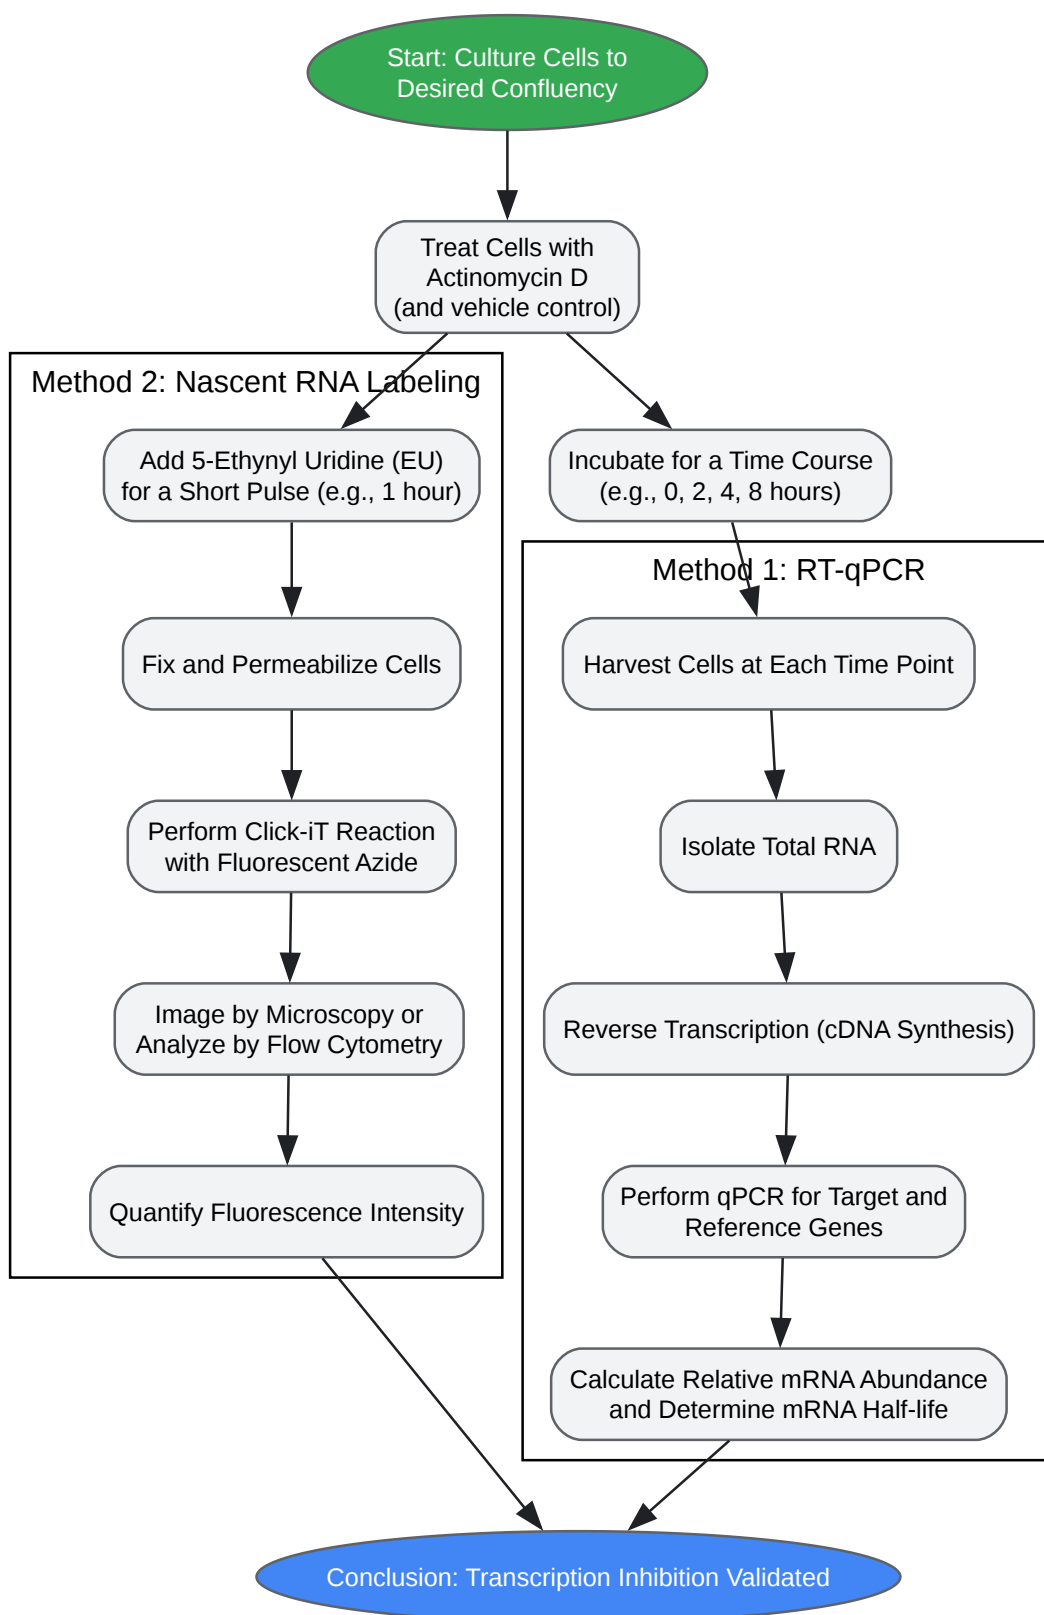 Start: Culture Cells to
Desired Confluency
Treat Cells with
Actinomycin D
(and vehicle control)
Method 2: Nascent RNA Labeling
Add 5-Ethynyl Uridine (EU)
for a Short Pulse (e.g., 1 hour)
Fix and Permeabilize Cells
Perform Click-iT Reaction
with Fluorescent Azide
Image by Microscopy or
Analyze by Flow Cytometry
Quantify Fluorescence Intensity
Incubate for a Time Course
(e.g., 0, 2, 4, 8 hours)
Method 1: RT-qPCR
Harvest Cells at Each Time Point
Isolate Total RNA
Reverse Transcription (cDNA Synthesis)
Perform qPCR for Target and
Reference Genes
Calculate Relative mRNA Abundance
and Determine mRNA Half-life
Conclusion: Transcription Inhibition Validated